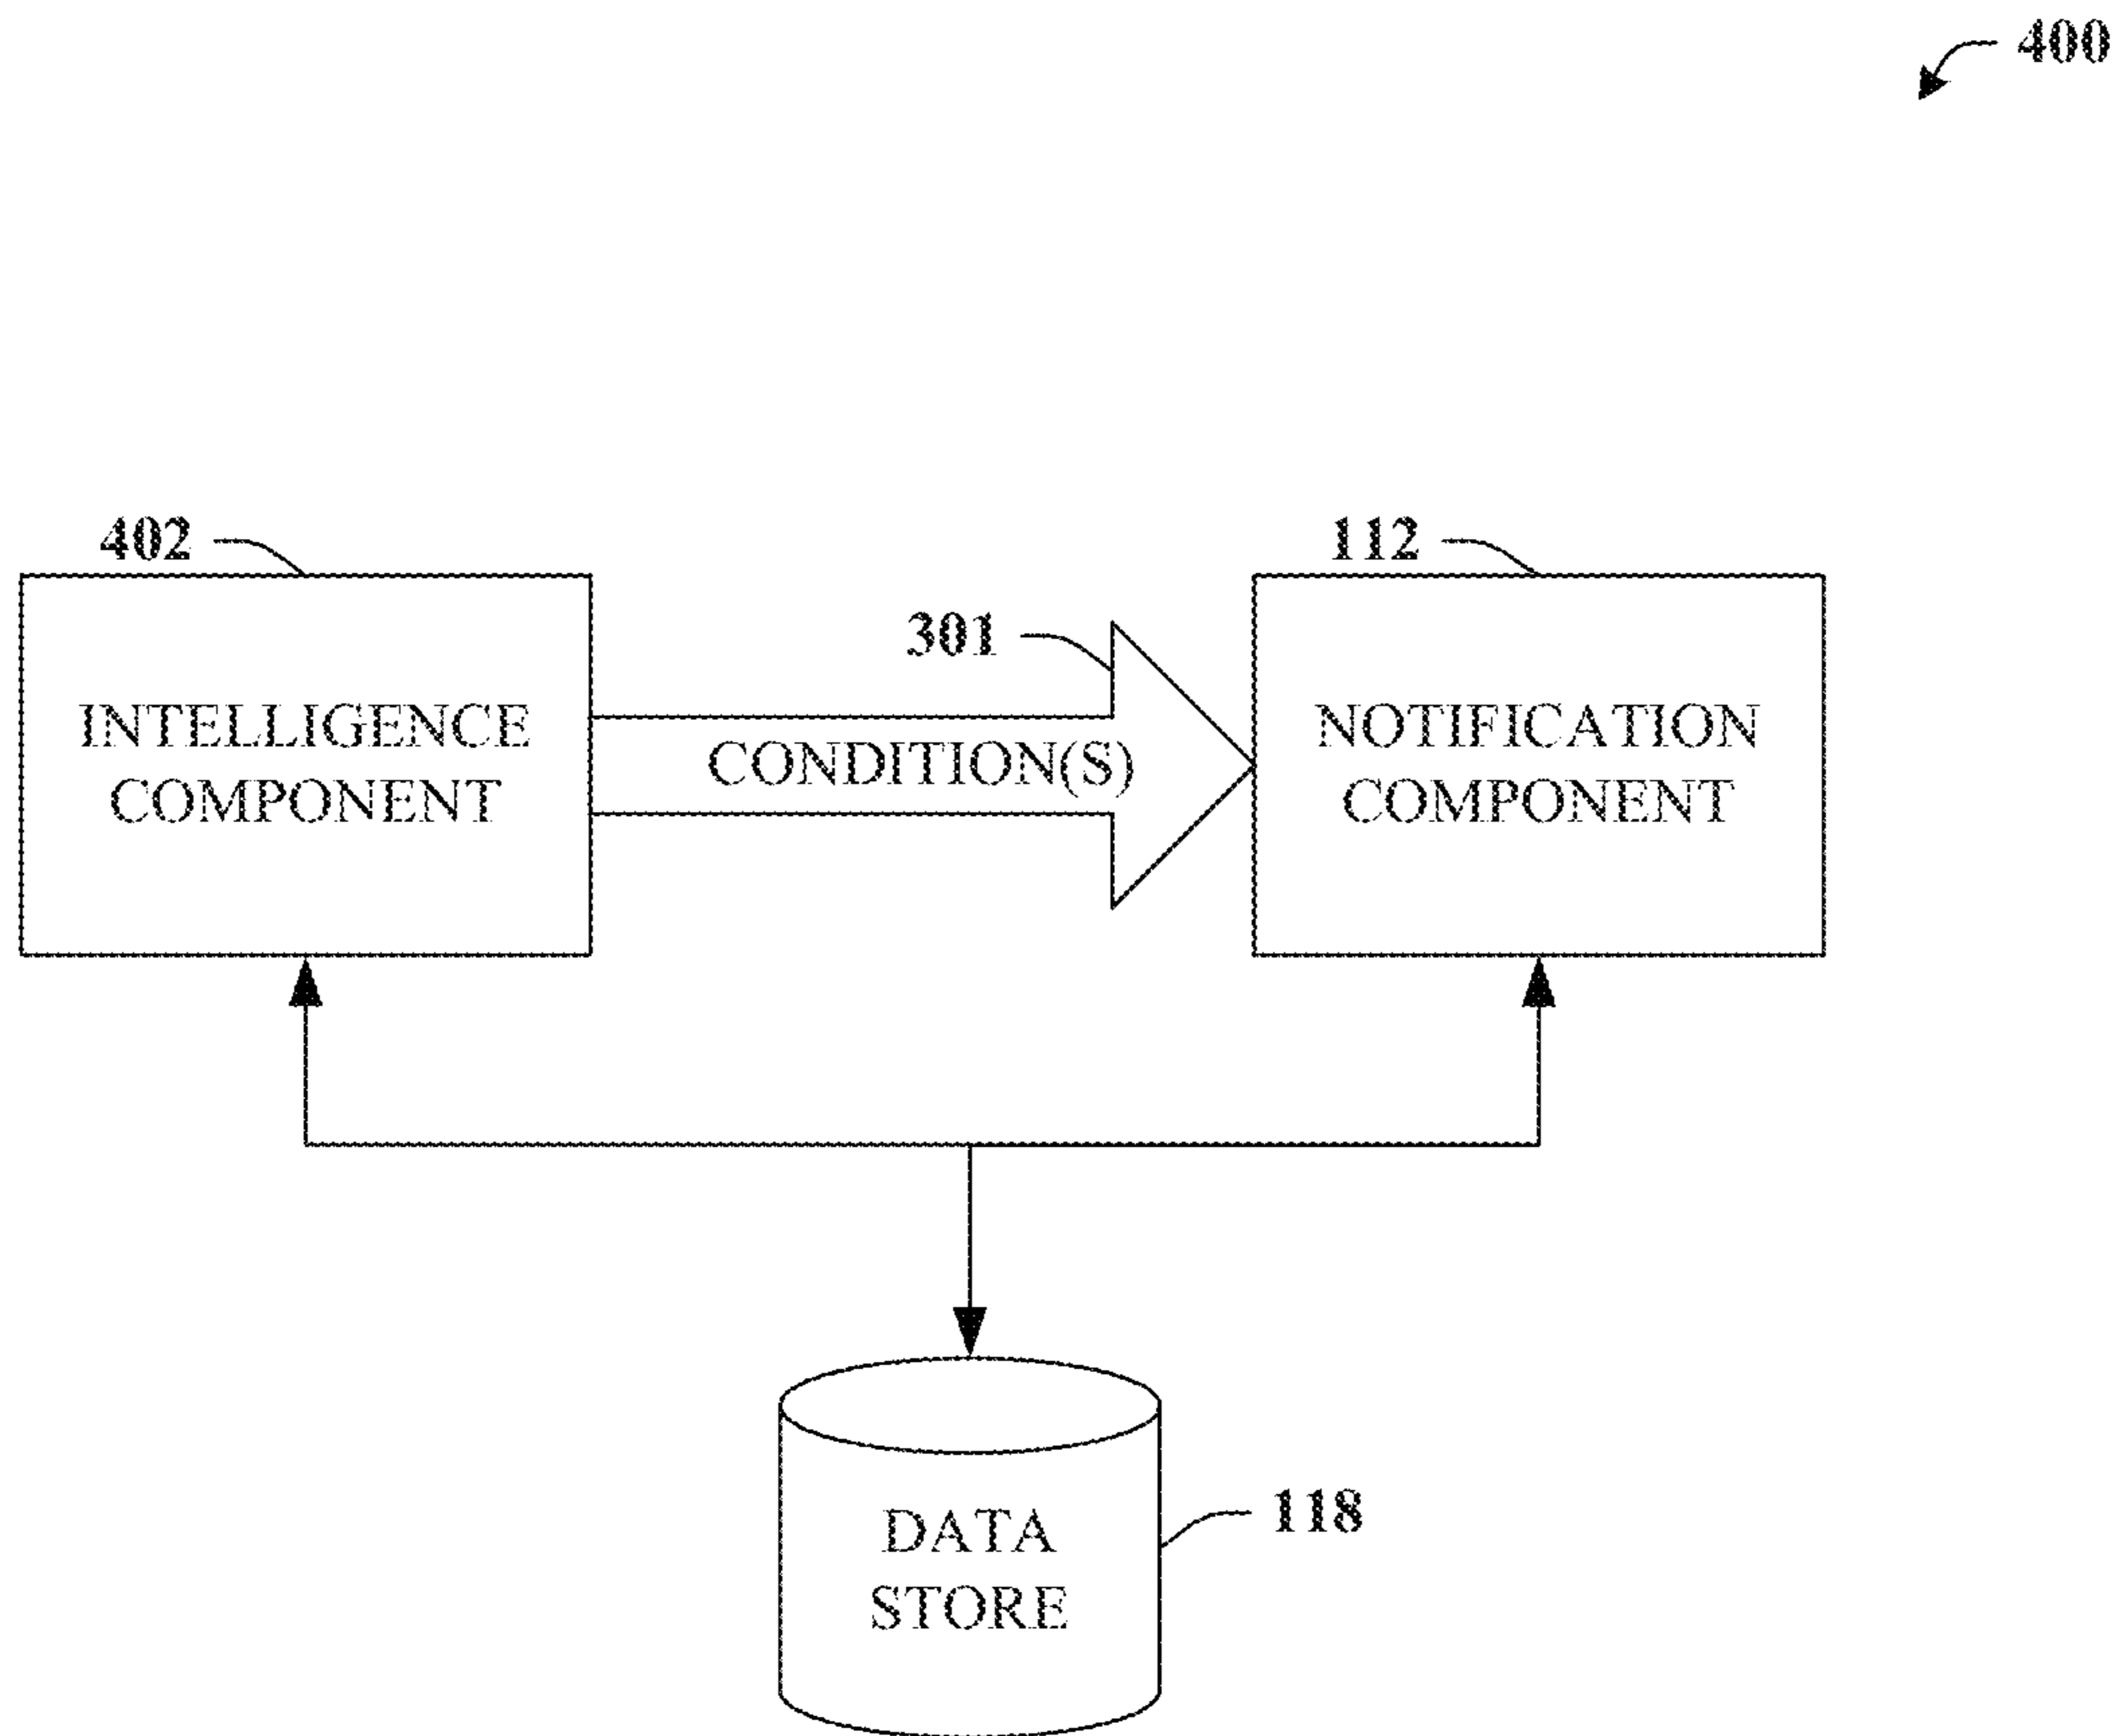 400
402
112
301
INTELLIGENCE
COMPONENT
CONDITION(S)
NOTIFICATION
COMPONENT
118
DATA
STORE